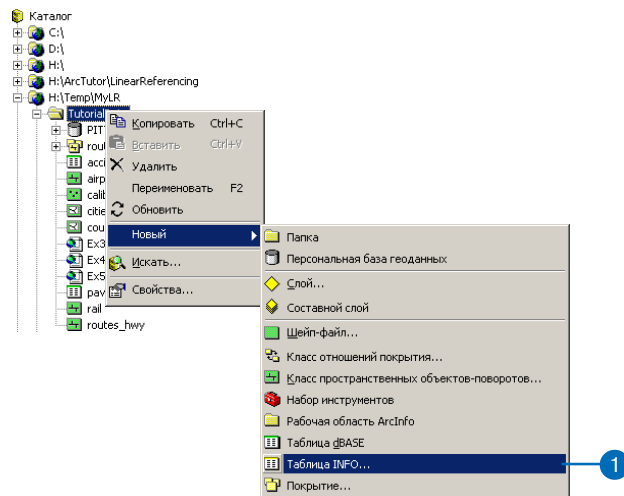 Каталог
C:\
D:\
H:\
H:\ArcTutor\LinearReferencing
H:\Temp\MyLR
Tutorial
PIT
rou
acci
airp
calib
citie
cou
Ex3
Ex4
Ex5
pav
rail
routes_hwy
Копировать Ctrl+C
Вставить Ctrl+V
Удалить
Переименовать F2
Обновить
Новый
Искать...
Свойства...
Папка
Персональная база геоданных
Слой...
Составной слой
Шейп-файл...
Класс отношений покрытия...
Класс пространственных объектов-поворотов...
Набор инструментов
Рабочая область ArcInfo
Таблица dBASE
Таблица INFO...
1
Покрытие...